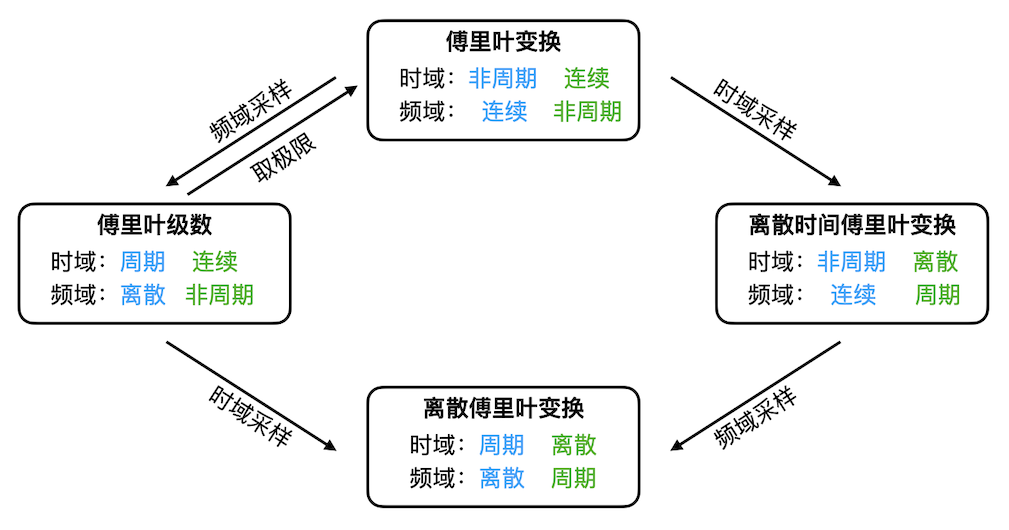 傅里叶变换
时域：非周期 连续
频域： 连续 非周期
频域采样
取极限
时域采样
傅里叶级数
时域：周期 连续
频域：离散 非周期
离散时间傅里叶变换
时域：非周期 离散
频域： 连续 周期
时域采样
频域采样
离散傅里叶变换
时域：周期 离散
频域：离散 周期